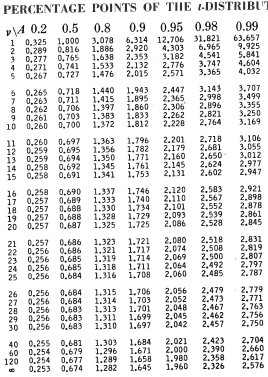 PERCENTAGE POINTS OF THE t-DISTRIBUT
ν\A 0.2 0.5 0.8 0.9 0.95 0.98 0.99
1 0,325 1,000 3,078 6,314 12,706 31,821 63,657
2 0,289 0,816 1,886 2,920 4,303 6,965 9,925
3 0,277 0,765 1,638 2,353 3,182 4,541 5,841
4 0,271 0,741 1,533 2,132 2,776 3,747 4,604
5 0,267 0,727 1,476 2,015 2,571 3,365 4,032
6 0,265 0,718 1,440 1,943 2,447 3,143 3,707
7 0,263 0,711 1,415 1,895 2,365 2,998 3,499
8 0,262 0,706 1,397 1,860 2,306 2,896 3,355
9 0,261 0,703 1,383 1,833 2,262 2,821 3,250
10 0,260 0,700 1,372 1,812 2,228 2,764 3,169
11 0,260 0,697 1,363 1,796 2,201 2,718 3,106
12 0,259 0,695 1,356 1,782 2,179 2,681 3,055
13 0,259 0,694 1,350 1,771 2,160 2,650 3,012
14 0,258 0,692 1,345 1,761 2,145 2,624 2,977
15 0,258 0,691 1,341 1,753 2,131 2,602 2,947
16 0,258 0,690 1,337 1,746 2,120 2,583 2,921
17 0,257 0,689 1,333 1,740 2,110 2,567 2,898
18 0,257 0,688 1,330 1,734 2,101 2,552 2,878
19 0,257 0,688 1,328 1,729 2,093 2,539 2,861
20 0,257 0,687 1,325 1,725 2,086 2,528 2,845
21 0,257 0,686 1,323 1,721 2,080 2,518 2,831
22 0,256 0,686 1,321 1,717 2,074 2,508 2,819
23 0,256 0,685 1,319 1,714 2,069 2,500 2,807
24 0,256 0,685 1,318 1,711 2,064 2,492 2,797
25 0,256 0,684 1,316 1,708 2,060 2,485 2,787
26 0,256 0,684 1,315 1,706 2,056 2,479 2,779
27 0,256 0,684 1,314 1,703 2,052 2,473 2,771
28 0,256 0,683 1,313 1,701 2,048 2,467 2,763
29 0,256 0,683 1,311 1,699 2,045 2,462 2,756
30 0,256 0,683 1,310 1,697 2,042 2,457 2,750
40 0,255 0,681 1,303 1,684 2,021 2,423 2,704
60 0,254 0,679 1,296 1,671 2,000 2,390 2,660
120 0,254 0,677 1,289 1,658 1,980 2,358 2,617
∞ 0,253 0,674 1,282 1,645 1,960 2,326 2,576